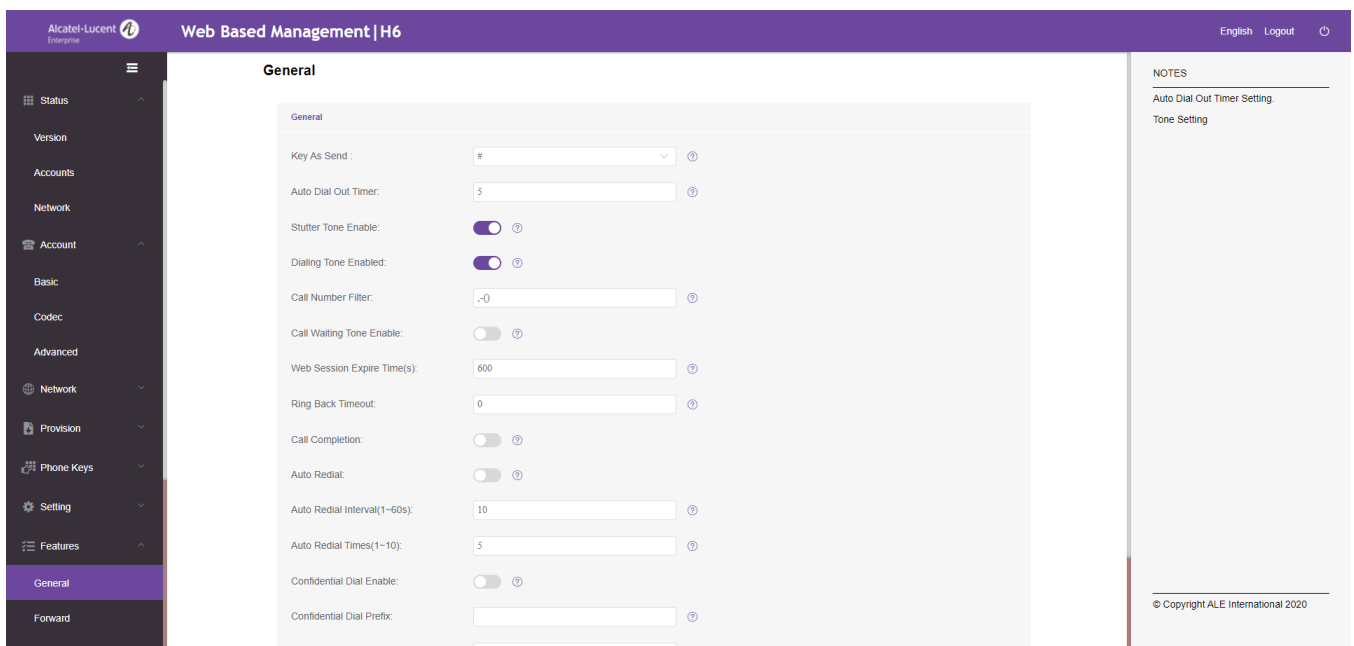 Alcatel-Lucent
Enterprise
Web Based Management|H6
English Logout
Status
Version
Accounts
Network
Account
Basic
Codec
Advanced
Network
Provision
Phone Keys
Setting
Features
General
Forward
General
General
Key As Send :
#
Auto Dial Out Timer:
5
Stutter Tone Enable:
Dialing Tone Enabled:
Call Number Filter:
,-()
Call Waiting Tone Enable:
Web Session Expire Time(s):
600
Ring Back Timeout:
0
Call Completion:
Auto Redial:
Auto Redial Interval(1~60s):
10
Auto Redial Times(1~10):
5
Confidential Dial Enable:
Confidential Dial Prefix:
NOTES
Auto Dial Out Timer Setting.
Tone Setting
© Copyright ALE International 2020